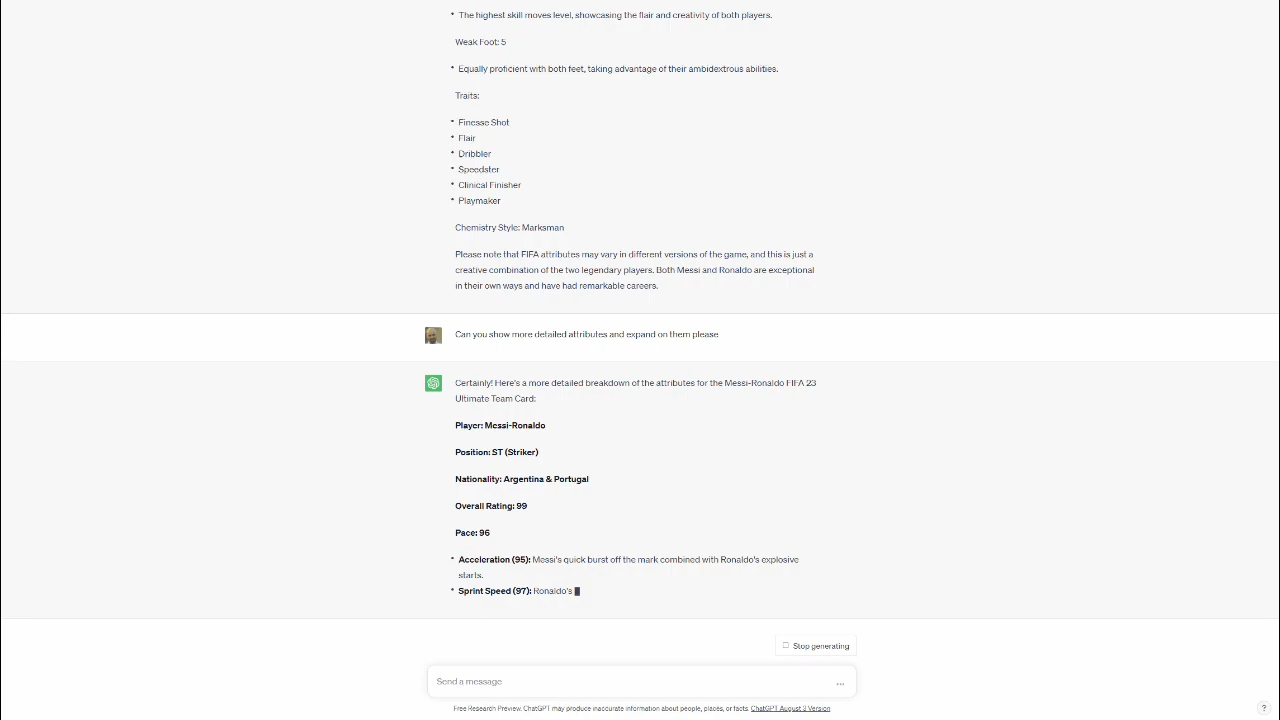 • The highest skill moves level, showcasing the flair and creativity of both players.
Weak Foot: 5
• Equally proficient with both feet, taking advantage of their ambidextrous abilities.
Traits:
• Finesse Shot
• Flair
• Dribbler
• Speedster
• Clinical Finisher
• Playmaker
Chemistry Style: Marksman
Please note that FIFA attributes may vary in different versions of the game, and this is just a
creative combination of the two legendary players. Both Messi and Ronaldo are exceptional
in their own ways and have had remarkable careers.
Can you show more detailed attributes and expand on them please
Certainly! Here's a more detailed breakdown of the attributes for the Messi-Ronaldo FIFA 23
Ultimate Team Card:
Player: Messi-Ronaldo
Position: ST (Striker)
Nationality: Argentina & Portugal
Overall Rating: 99
Pace: 96
• Acceleration (95): Messi's quick burst off the mark combined with Ronaldo's explosive
starts.
• Sprint Speed (97): Ronaldo's
Stop generating
Send a message
...
Free Research Preview. ChatGPT may produce inaccurate information about people, places, or facts. ChatGPT August 3 Version
?